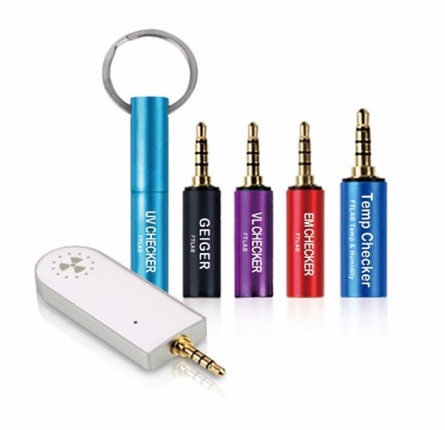 UV CHECKER
FTLAB
GEIGER
FTLAB
VL CHECKER
FTLAB
EM CHECKER
FTLAB
Temp Checker
FTLAB Temp & Humidity